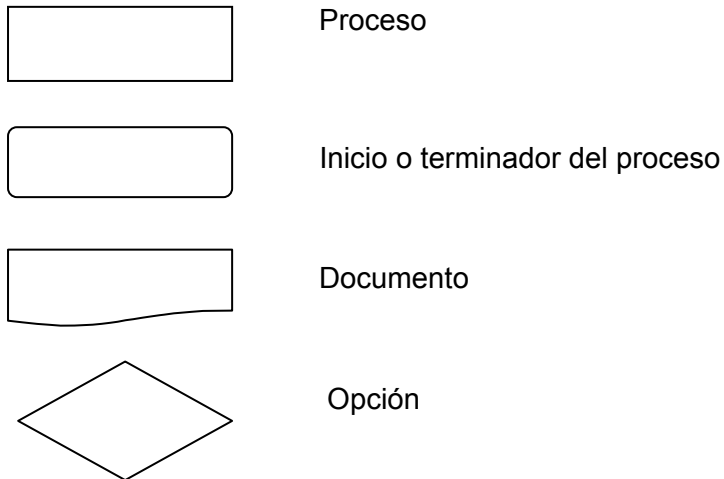 Proceso
Inicio o terminador del proceso
Documento
Opción